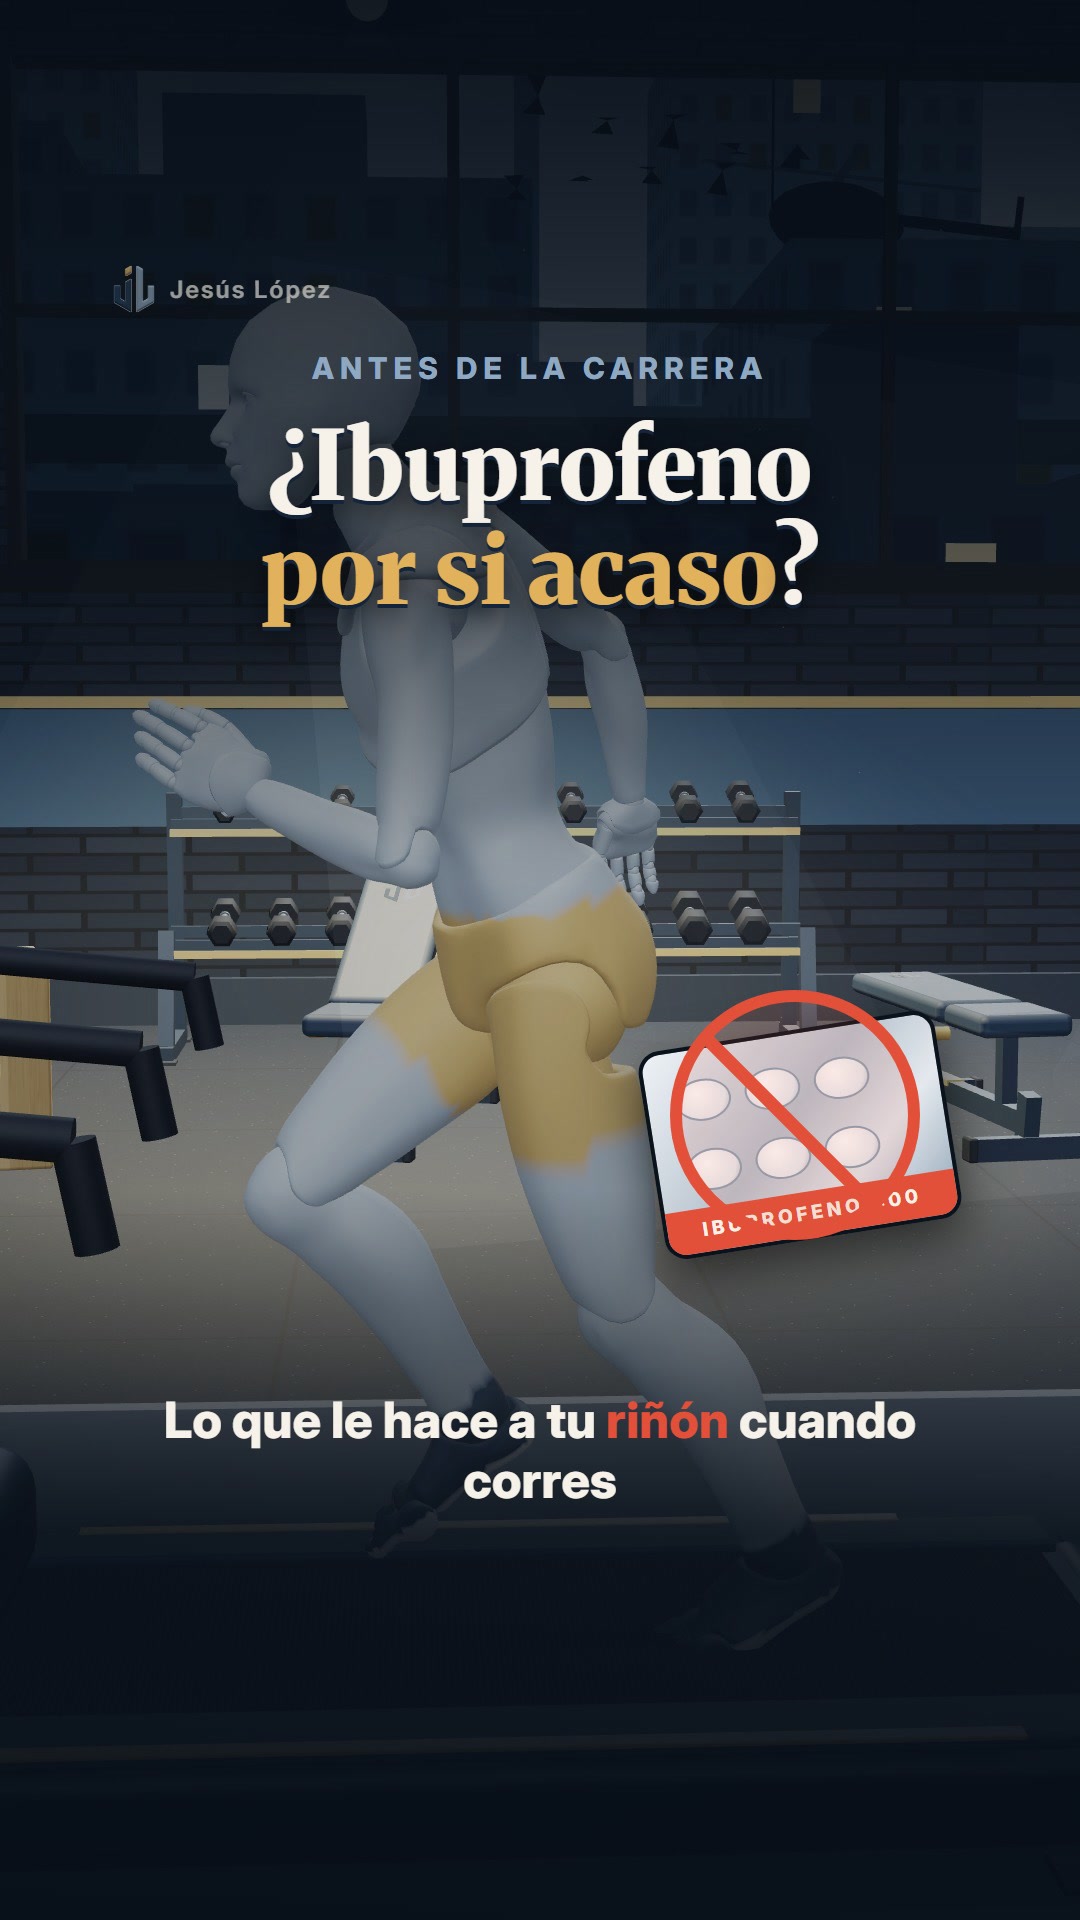 Jesús López
ANTES DE LA CARRERA
¿Ibuprofeno
por si acaso?
Lo que le hace a tu riñón cuando
corres